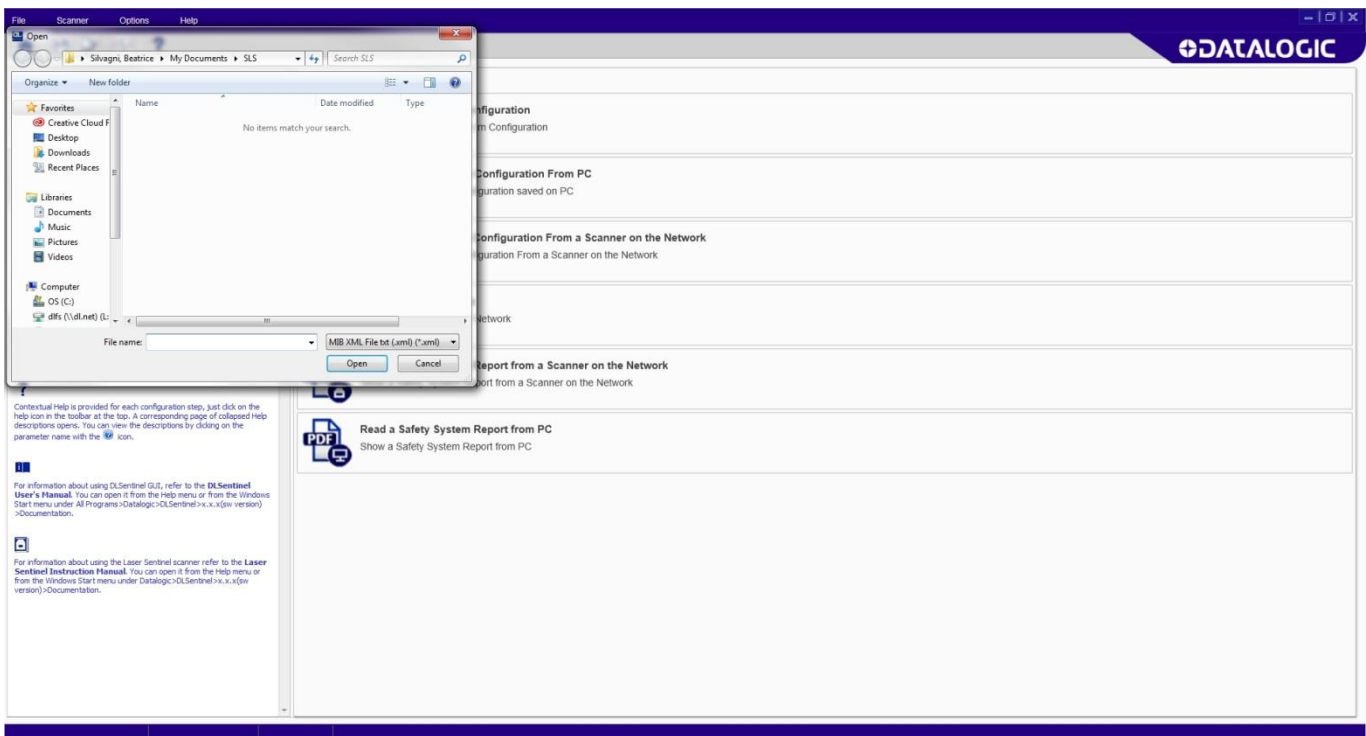 File Scanner Options Help
Open
DATALOGIC
Silvagni, Beatrice ▸ My Documents ▸ SLS
Search SLS
Organize New folder
Name Date modified Type
No items match your search.
Favorites
Creative Cloud F
Desktop
Downloads
Recent Places
Libraries
Documents
Music
Pictures
Videos
Computer
OS (C:)
dlfs (\\dl.net) (L:
File name:
MIB XML File txt (.xml) (*.xml)
Open Cancel
nfiguration
m Configuration
Configuration From PC
guration saved on PC
Configuration From a Scanner on the Network
guration From a Scanner on the Network
Network
Report from a Scanner on the Network
port from a Scanner on the Network
PDF
Read a Safety System Report from PC
Show a Safety System Report from PC
Contextual Help is provided for each configuration step, just click on the
help icon in the toolbar at the top. A corresponding page of collapsed Help
descriptions opens. You can view the descriptions by clicking on the
parameter name with the ? icon.
For information about using DLSentinel GUI, refer to the DLSentinel
User's Manual. You can open it from the Help menu or from the Windows
Start menu under All Programs>Datalogic>DLSentinel>x.x.x(sw version)
>Documentation.
For information about using the Laser Sentinel scanner refer to the Laser
Sentinel Instruction Manual. You can open it from the Help menu or
from the Windows Start menu under Datalogic>DLSentinel>x.x.x(sw
version)>Documentation.